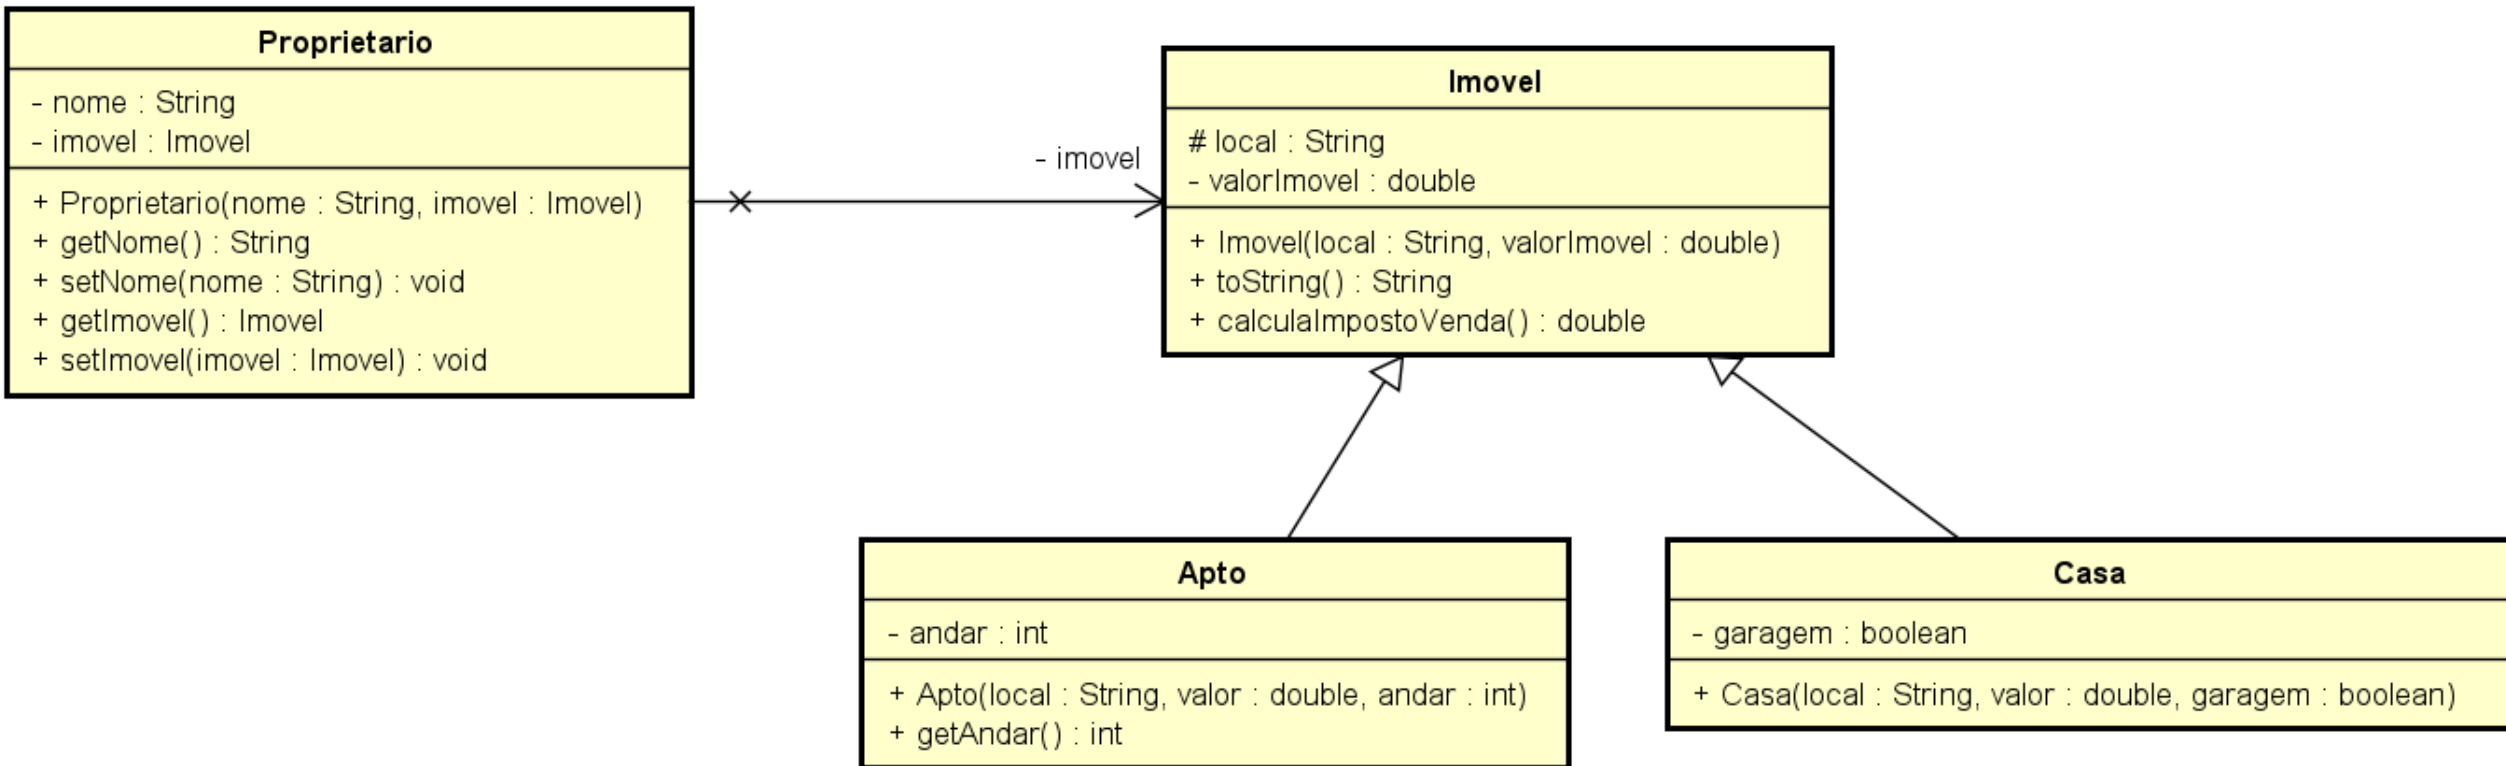 Proprietario
- nome : String
- imovel : Imovel
+ Proprietario(nome : String, imovel : Imovel)
+ getNome() : String
+ setNome(nome : String) : void
+ getImovel() : Imovel
+ setImovel(imovel : Imovel) : void
- imovel
Imovel
# local : String
- valorImovel : double
+ Imovel(local : String, valorImovel : double)
+ toString() : String
+ calculaImpostoVenda() : double
Apto
- andar : int
+ Apto(local : String, valor : double, andar : int)
+ getAndar() : int
Casa
- garagem : boolean
+ Casa(local : String, valor : double, garagem : boolean)